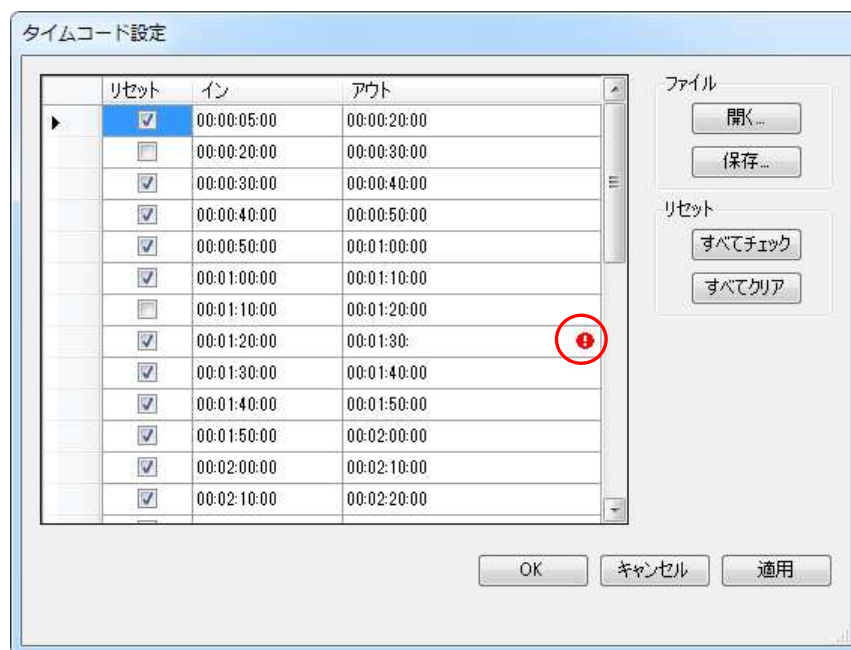 タイムコード設定
リセット イン アウト
00:00:05:00 00:00:20:00
00:00:20:00 00:00:30:00
00:00:30:00 00:00:40:00
00:00:40:00 00:00:50:00
00:00:50:00 00:01:00:00
00:01:00:00 00:01:10:00
00:01:10:00 00:01:20:00
00:01:20:00 00:01:30:
00:01:30:00 00:01:40:00
00:01:40:00 00:01:50:00
00:01:50:00 00:02:00:00
00:02:00:00 00:02:10:00
00:02:10:00 00:02:20:00
ファイル
開く...
保存...
リセット
すべてチェック
すべてクリア
OK キャンセル 適用